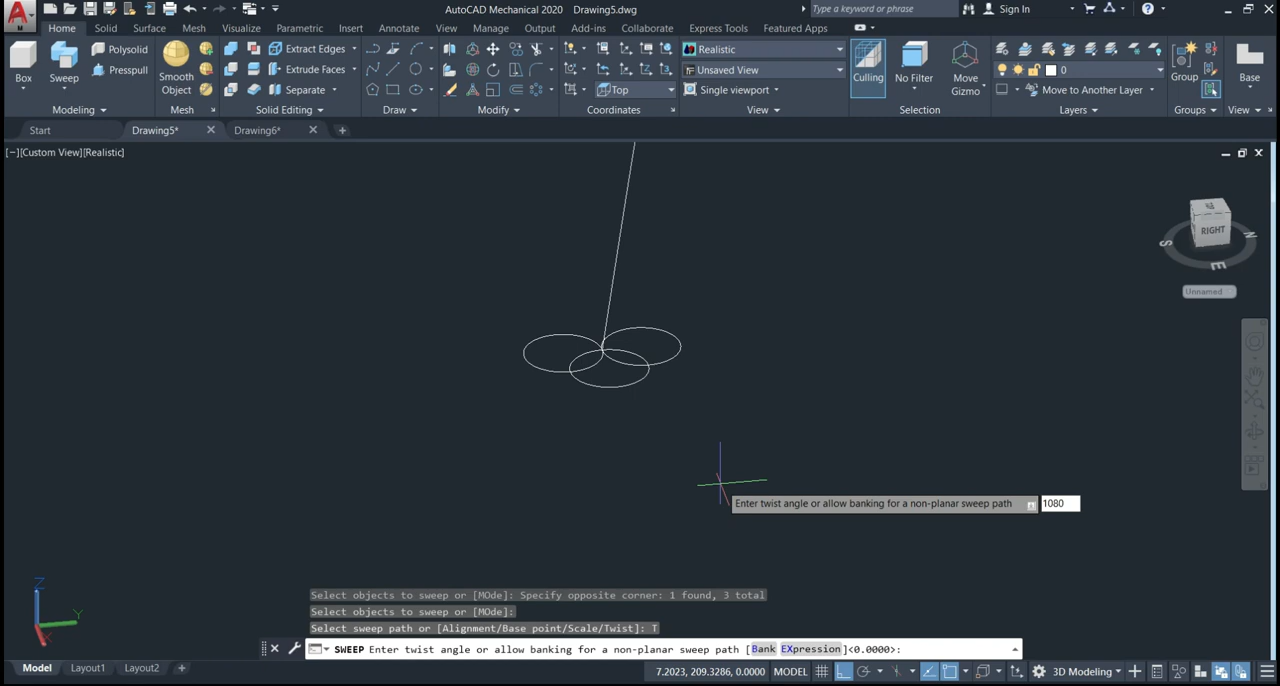 AutoCAD Mechanical 2020 Drawing5.dwg
Type a keyword or phrase
Sign In
Home Solid Surface Mesh Visualize Parametric Insert Annotate View Manage Output Add-ins Collaborate Express Tools Featured Apps
Box
Sweep
Polysolid
Presspull
Modeling
Smooth
Object
Mesh
Extract Edges
Extrude Faces
Separate
Solid Editing
Draw
Modify
Top
Coordinates
Realistic
Unsaved View
Single viewport
View
Culling
No Filter
Move
Gizmo
Selection
0
Move to Another Layer
Layers
Group
Groups
Base
View
Start Drawing5* Drawing6*
[−][Custom View][Realistic]
RIGHT
S
N
E
Unnamed
Enter twist angle or allow banking for a non-planar sweep path 1080
Z
Y
X
Select objects to sweep or [MOde]: Specify opposite corner: 1 found, 3 total
Select objects to sweep or [MOde]:
Select sweep path or [Alignment/Base point/Scale/Twist]: T
SWEEP Enter twist angle or allow banking for a non-planar sweep path [Bank EXpression]<0.0000>:
Model Layout1 Layout2
7.2023, 209.3286, 0.0000 MODEL
3D Modeling